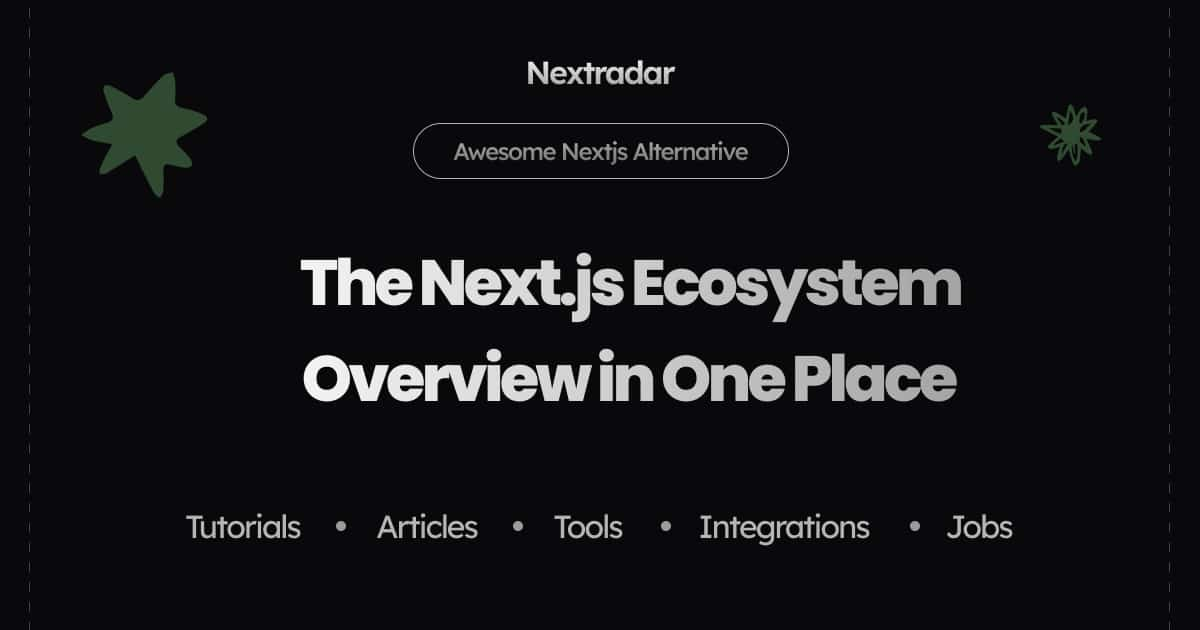 Nextradar
Awesome Nextjs Alternative
The Next.js Ecosystem
Overview in One Place
Tutorials • Articles • Tools • Integrations • Jobs